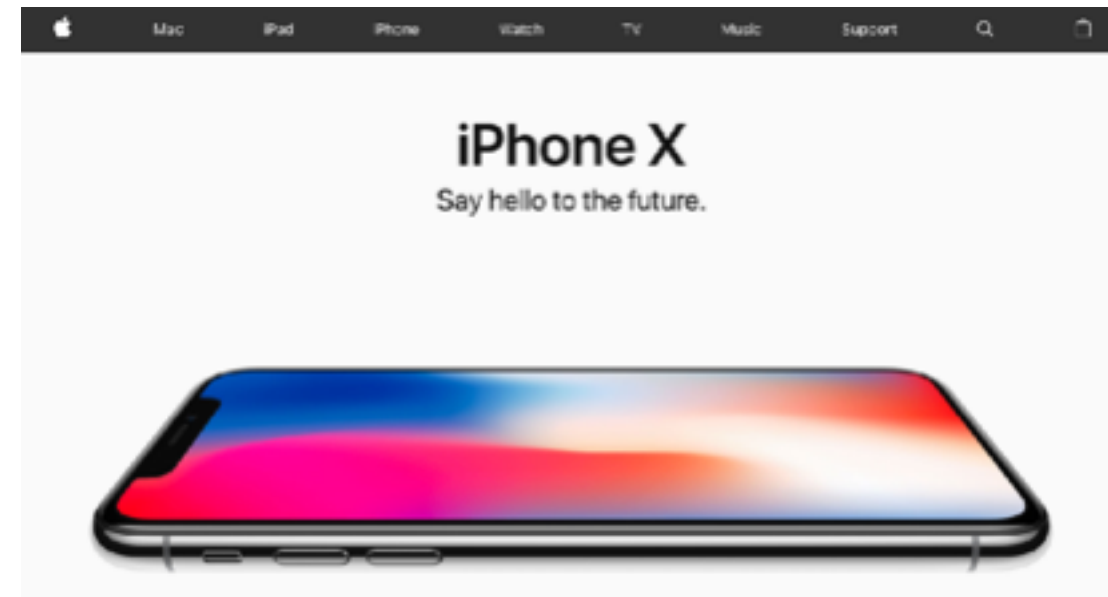 Mac iPad iPhone Watch TV Music Support
iPhone X
Say hello to the future.